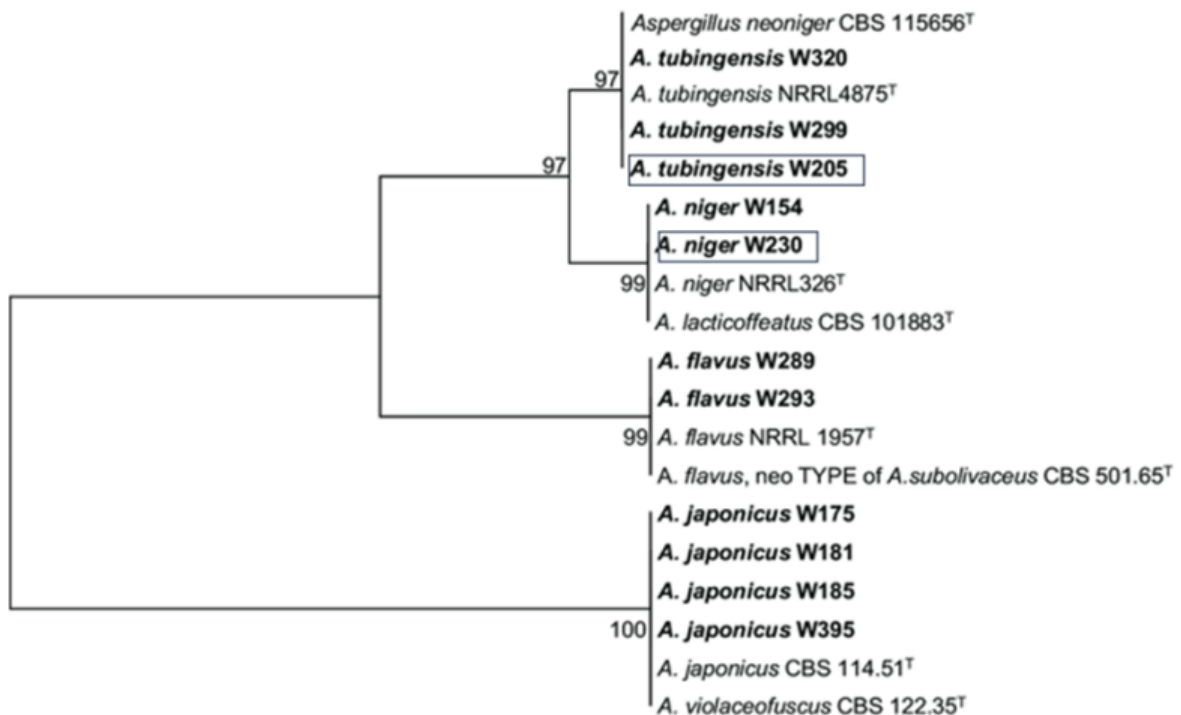 Aspergillus neoniger CBS 115656ᵀ
A. tubingensis W320
97
A. tubingensis NRRL4875ᵀ
A. tubingensis W299
97
A. tubingensis W205
A. niger W154
A. niger W230
99
A. niger NRRL326ᵀ
A. lacticoffeatus CBS 101883ᵀ
A. flavus W289
A. flavus W293
99
A. flavus NRRL 1957ᵀ
A. flavus, neo TYPE of A.subolivaceus CBS 501.65ᵀ
A. japonicus W175
A. japonicus W181
A. japonicus W185
100
A. japonicus W395
A. japonicus CBS 114.51ᵀ
A. violaceofuscus CBS 122.35ᵀ